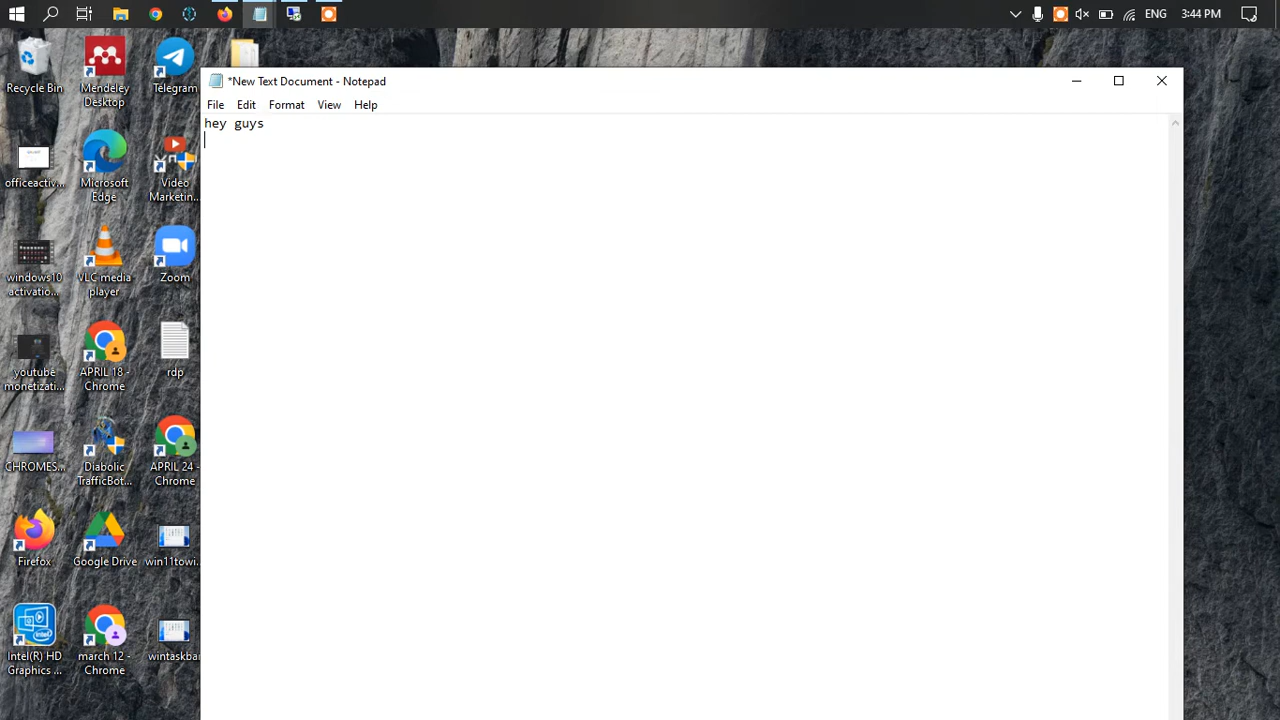 ENG 3:44 PM
Recycle Bin
Mendeley
Desktop
Telegram
*New Text Document - Notepad
File Edit Format View Help
hey guys
officeactiv...
Microsoft
Edge
Video
Marketin...
windows10
activatio...
VLC media
player
Zoom
youtube
monetizati...
APRIL 18 -
Chrome
rdp
CHROMES...
Diabolic
TrafficBot...
APRIL 24 -
Chrome
Firefox
Google Drive
win11towi...
intel
Intel(R) HD
Graphics ...
march 12 -
Chrome
wintaskba